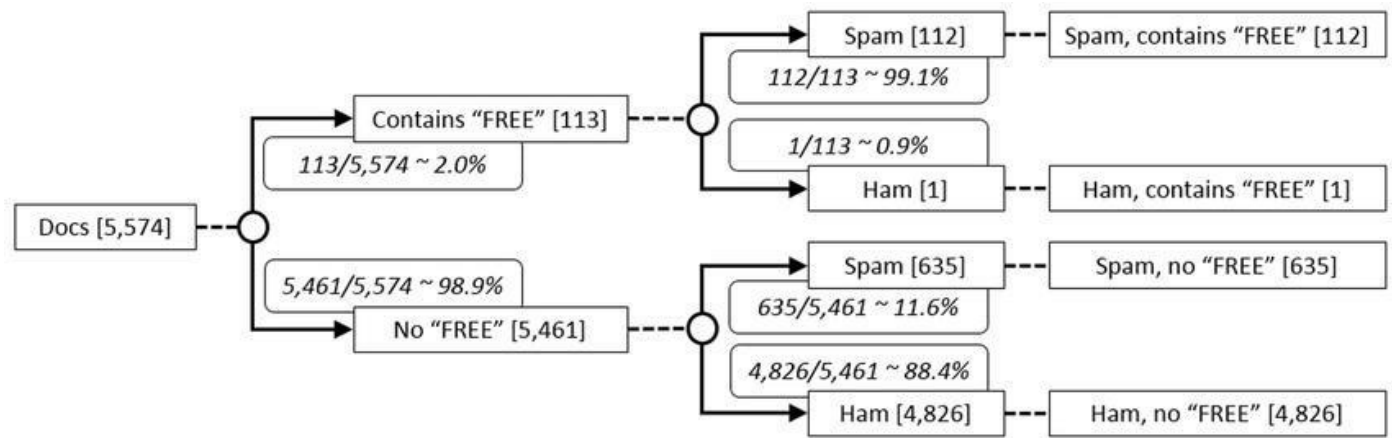 Spam [112]
Spam, contains “FREE” [112]
112/113 ~ 99.1%
Contains “FREE” [113]
113/5,574 ~ 2.0%
1/113 ~ 0.9%
Ham [1]
Ham, contains “FREE” [1]
Docs [5,574]
5,461/5,574 ~ 98.9%
No “FREE” [5,461]
Spam [635]
Spam, no “FREE” [635]
635/5,461 ~ 11.6%
4,826/5,461 ~ 88.4%
Ham [4,826]
Ham, no “FREE” [4,826]